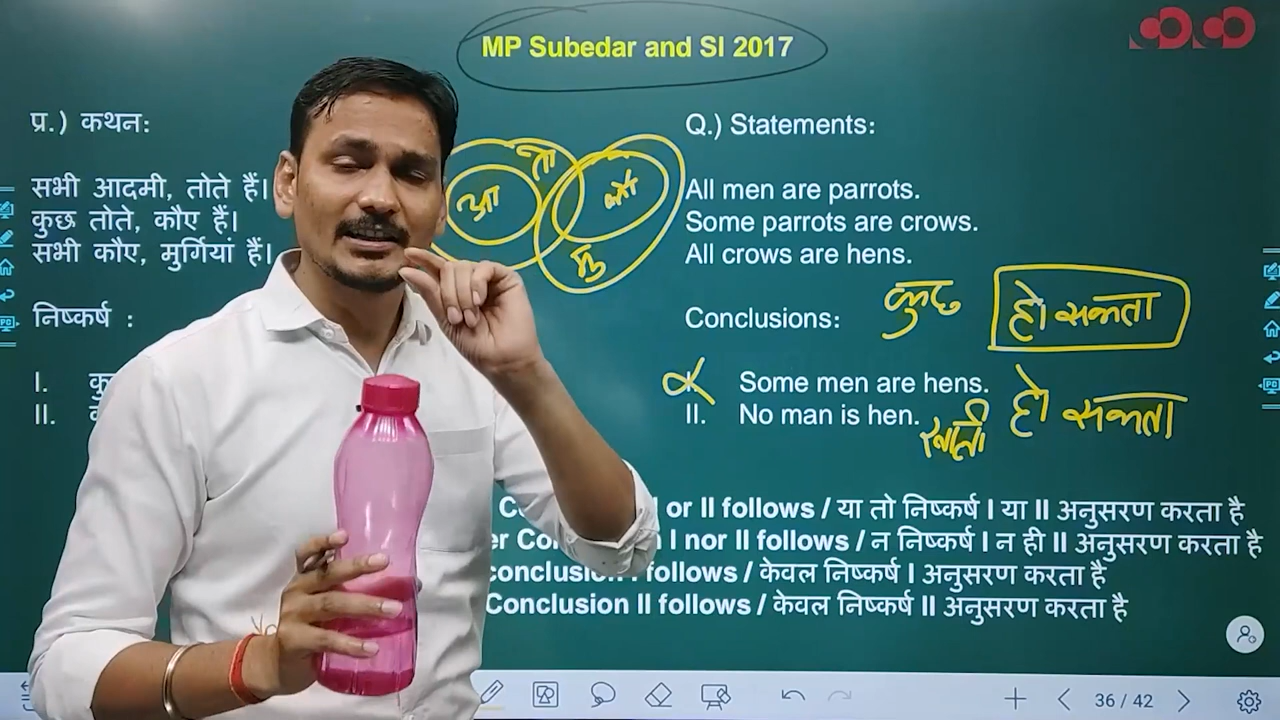 MP Subedar and SI 2017
प्र.) कथन:
सभी आदमी, तोते हैं।
कुछ तोते, कौए हैं।
सभी कौए, मुर्गियां हैं।
निष्कर्ष :
I.
II.
आ
तो
कौ
मु
Q.) Statements:
All men are parrots.
Some parrots are crows.
All crows are hens.
Conclusions:
कुछ हो सकता
I. Some men are hens.
हो सकता
II. No man is hen.
खाली
I or II follows / या तो निष्कर्ष I या II अनुसरण करता है
I nor II follows / न निष्कर्ष I न ही II अनुसरण करता है
follows / केवल निष्कर्ष I अनुसरण करता है
Conclusion II follows / केवल निष्कर्ष II अनुसरण करता है
36 / 42